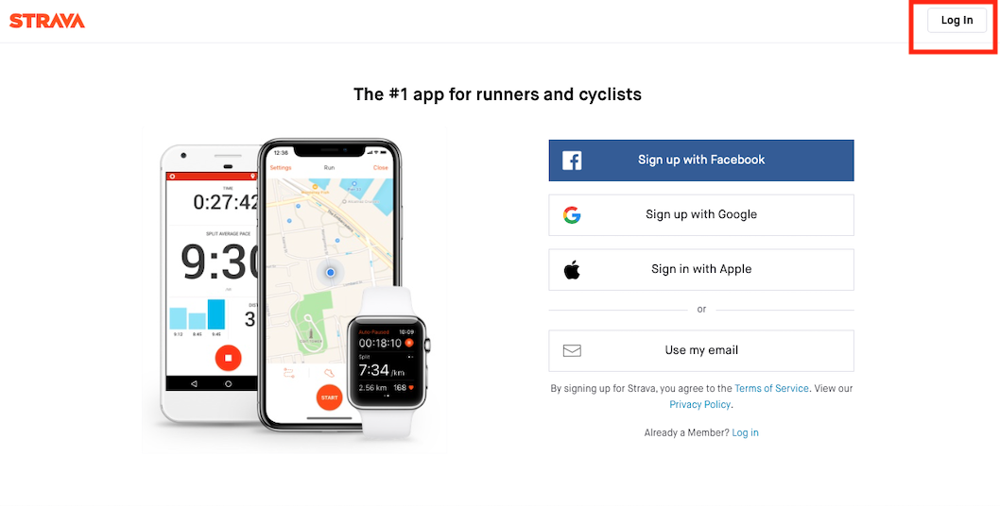 STRAVA
Log In
The #1 app for runners and cyclists
TIME
0:27:42
SPLIT AVERAGE PACE
9:30
/mi
9:12 8:45 8:45
12:36
Settings Run Close
START
Auto-Paused 10:09
00:18:10
Split
7:34 /km
2.56 km 168
Sign up with Facebook
Sign up with Google
Sign in with Apple
or
Use my email
By signing up for Strava, you agree to the Terms of Service. View our
Privacy Policy.
Already a Member? Log in